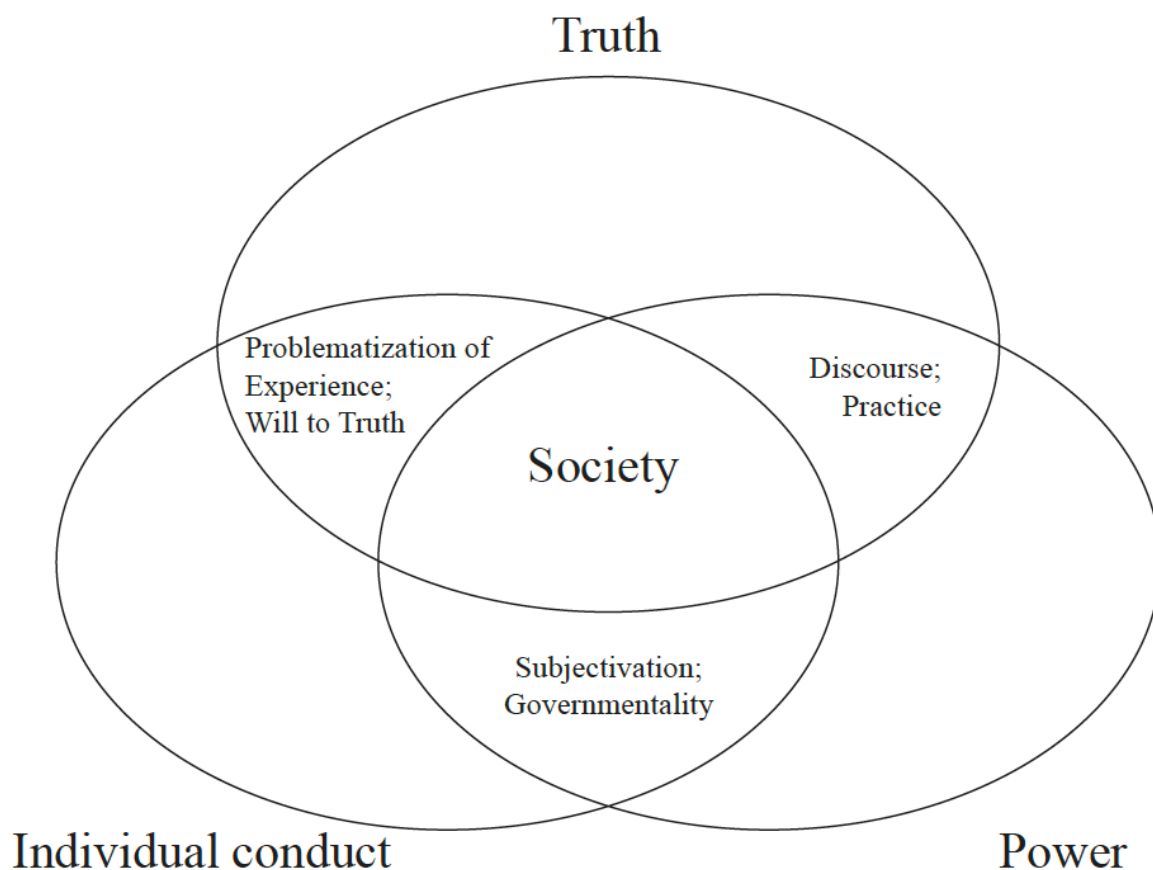 Truth
Problematization of
Experience;
Will to Truth
Discourse;
Practice
Society
Subjectivation;
Governmentality
Individual conduct
Power